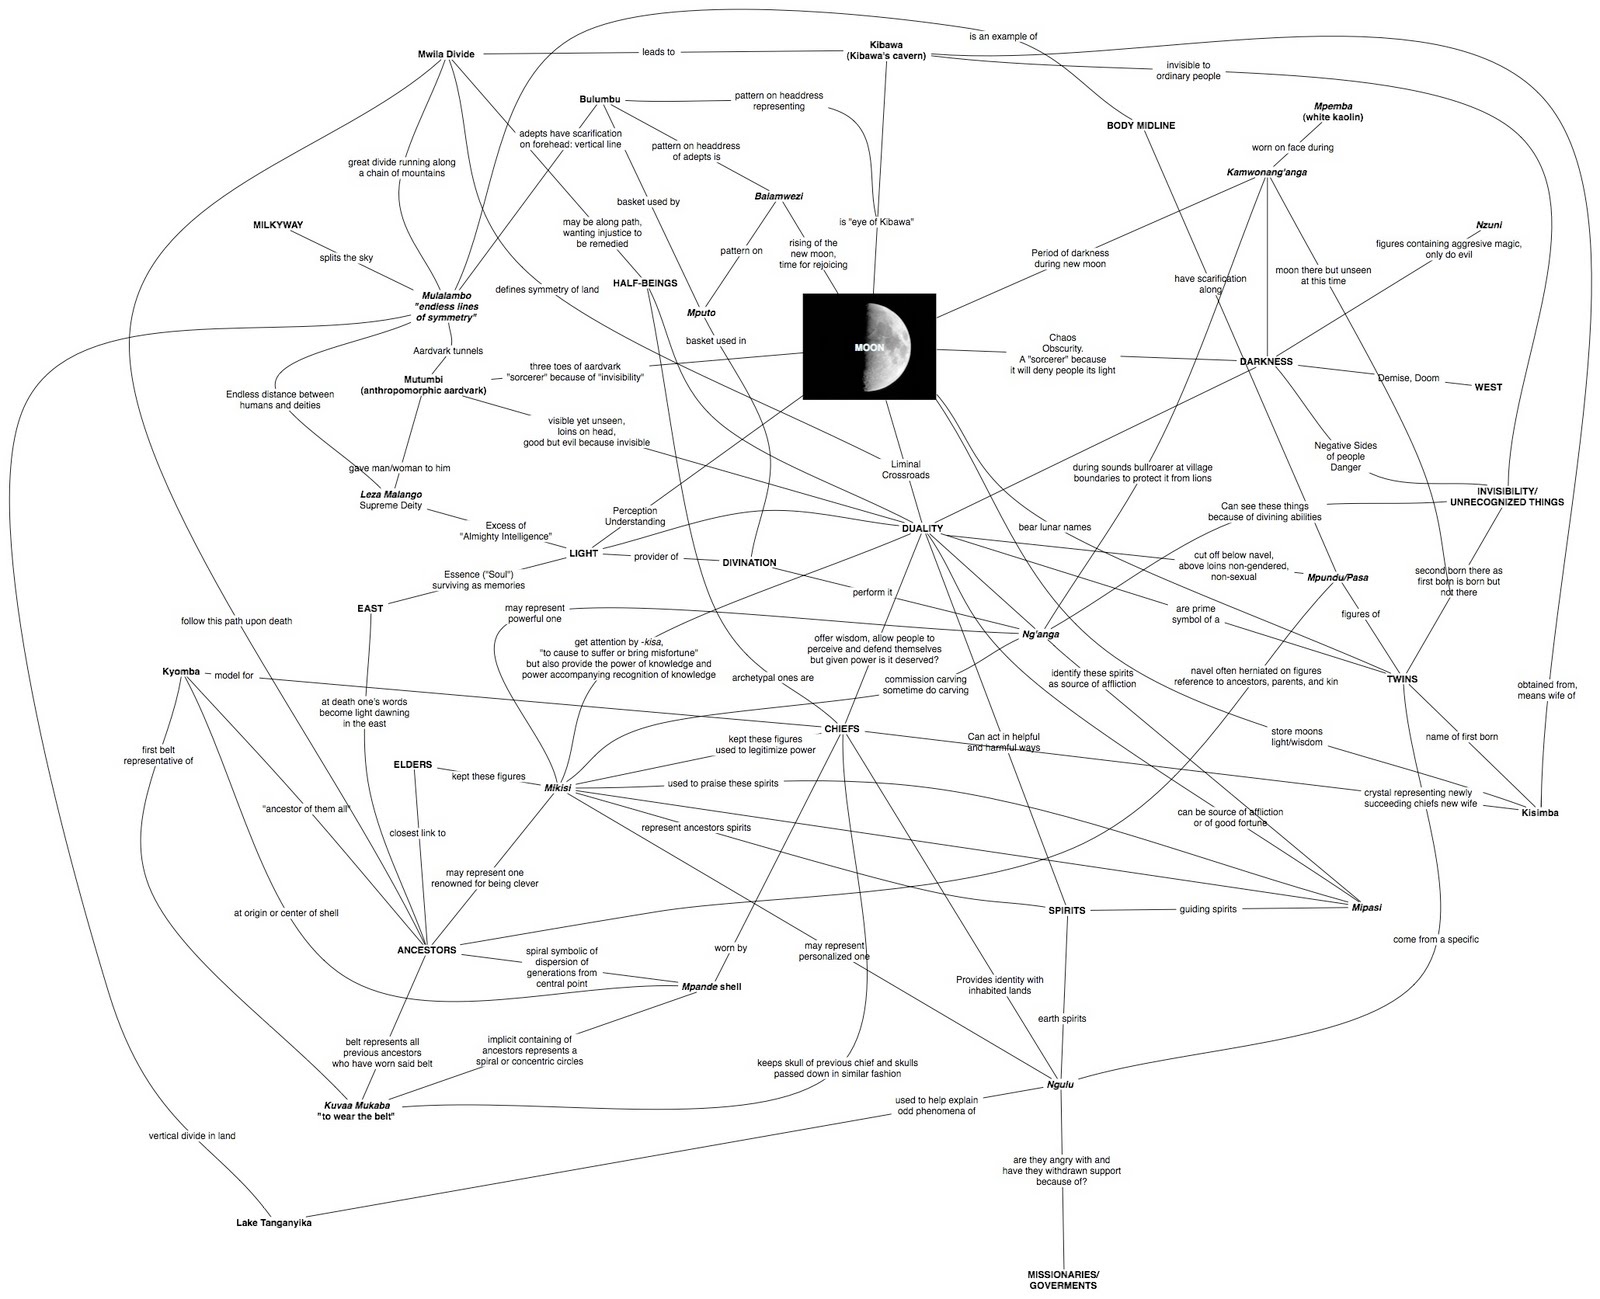 is an example of
Kibawa
(Kibawa's cavern)
Mwila Divide
leads to
invisible to
ordinary people
Bulumbu
pattern on headdress
representing
Mpemba
(white kaolin)
BODY MIDLINE
adepts have scarification
on forehead: vertical line
pattern on headdress
of adepts is
worn on face during
great divide running along
a chain of mountains
Kamwonang'anga
Balamwezi
basket used by
MILKYWAY
may be along path,
wanting injustice to
be remedied
is "eye of Kibawa"
Nzuni
figures containing aggresive magic,
only do evil
splits the sky
pattern on
rising of the
new moon,
time for rejoicing
Period of darkness
during new moon
have scarification
along
moon there but unseen
at this time
HALF-BEINGS
defines symmetry of land
Mulalambo
"endless lines
of symmetry"
Mputo
basket used in
MOON
Chaos
Obscurity.
A "sorcerer" because
it will deny people its light
Aardvark tunnels
DARKNESS
three toes of aardvark
"sorcerer" because of "invisibility"
Mutumbi
(anthropomorphic aardvark)
Demise, Doom
WEST
Endless distance between
humans and deities
visible yet unseen,
loins on head,
good but evil because invisible
Negative Sides
of people
Danger
gave man/woman to him
Liminal
Crossroads
during sounds bullroarer at village
boundaries to protect it from lions
Leza Malango
Supreme Deity
INVISIBILITY/
UNRECOGNIZED THINGS
Excess of
"Almighty Intelligence"
Perception
Understanding
DUALITY
bear lunar names
Can see these things
because of divining abilities
LIGHT
provider of
DIVINATION
cut off below navel,
above loins non-gendered,
non-sexual
Mpundu/Pasa
second born there as
first born is born but
not there
Essence ("Soul")
surviving as memories
perform it
EAST
may represent
powerful one
are prime
symbol of a
figures of
follow this path upon death
Ng'anga
get attention by -kisa,
"to cause to suffer or bring misfortune"
but also provide the power of knowledge and
power accompanying recognition of knowledge
offer wisdom, allow people to
perceive and defend themselves
but given power is it deserved?
Kyomba
model for
archetypal ones are
commission carving
sometime do carving
identify these spirits
as source of affliction
navel often herniated on figures
reference to ancestors, parents, and kin
TWINS
obtained from,
means wife of
at death one's words
become light dawning
in the east
CHIEFS
first belt
representative of
kept these figures
used to legitimize power
Can act in helpful
and harmful ways
store moons
light/wisdom
name of first born
ELDERS
kept these figures
Mikisi
used to praise these spirits
crystal representing newly
succeeding chiefs new wife
Kisimba
"ancestor of them all"
closest link to
represent ancestors spirits
can be source of affliction
or of good fortune
may represent one
renowned for being clever
at origin or center of shell
SPIRITS
guiding spirits
Mipasi
ANCESTORS
spiral symbolic of
dispersion of
generations from
central point
worn by
may represent
personalized one
come from a specific
Mpande shell
Provides identity with
inhabited lands
earth spirits
belt represents all
previous ancestors
who have worn said belt
implicit containing of
ancestors represents a
spiral or concentric circles
keeps skull of previous chief and skulls
passed down in similar fashion
Ngulu
Kuvaa Mukaba
"to wear the belt"
used to help explain
odd phenomena of
vertical divide in land
are they angry with and
have they withdrawn support
because of?
Lake Tanganyika
MISSIONARIES/
GOVERMENTS